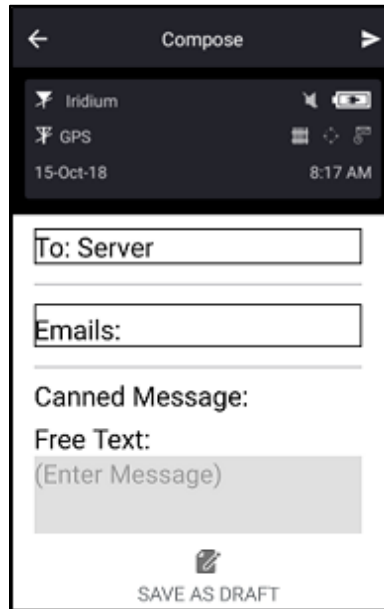 Compose
Iridium
GPS
15-Oct-18 8:17 AM
To: Server
Emails:
Canned Message:
Free Text:
(Enter Message)
SAVE AS DRAFT